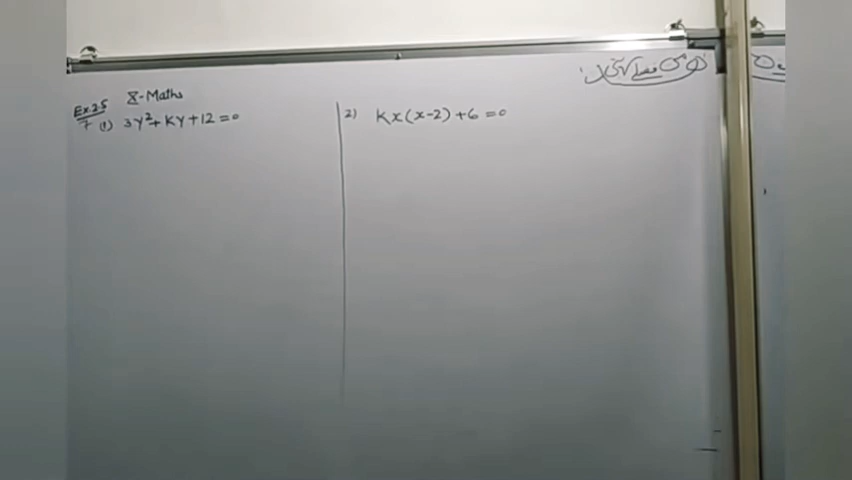 X-Maths
Ex.2.5
7 (1) 3y²+ky+12=0
2) kx(x-2)+6=0